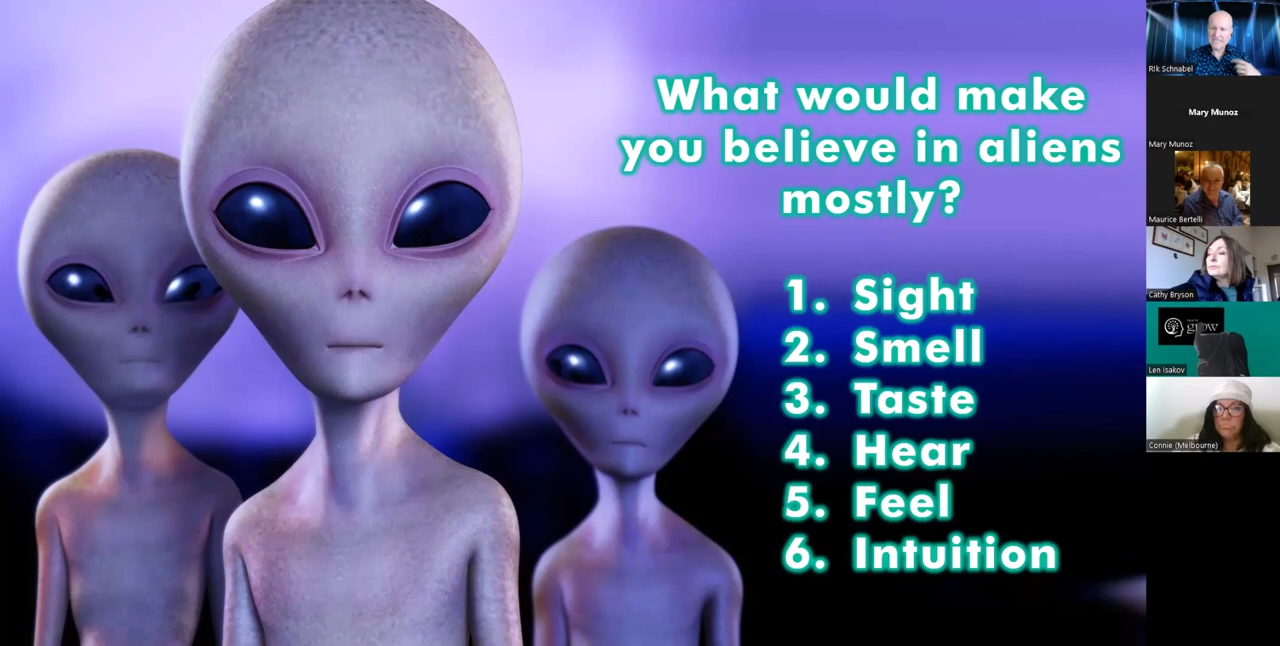 What would make
you believe in aliens
mostly?
1. Sight
2. Smell
3. Taste
4. Hear
5. Feel
6. Intuition
Rik Schnabel
Mary Munoz
Mary Munoz
Maurice Bertelli
Cathy Bryson
grow
Len Isakov
Connie (Melbourne)